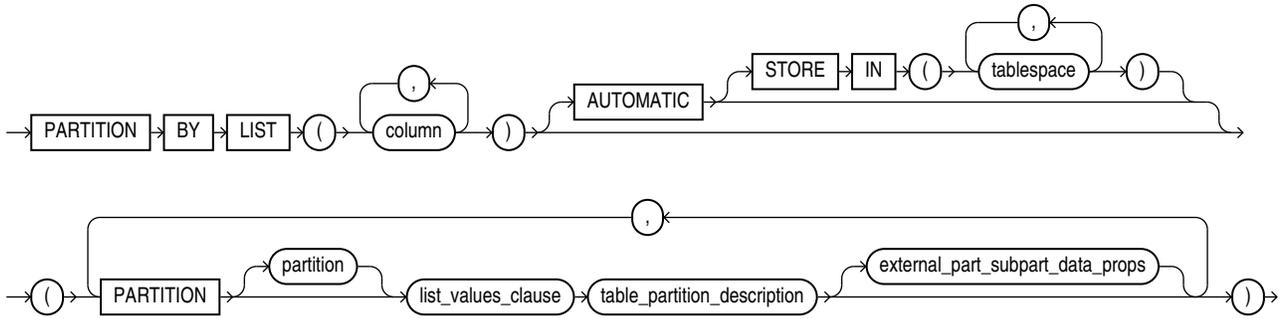 ,
, STORE IN ( tablespace )
AUTOMATIC
PARTITION BY LIST ( column )
,
partition external_part_subpart_data_props
( PARTITION list_values_clause table_partition_description )